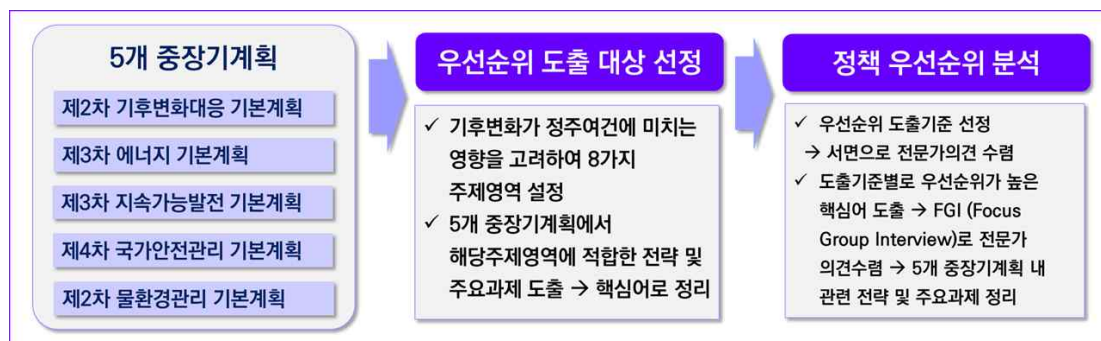 5개 중장기계획
제2차 기후변화대응 기본계획
제3차 에너지 기본계획
제3차 지속가능발전 기본계획
제4차 국가안전관리 기본계획
제2차 물환경관리 기본계획
우선순위 도출 대상 선정
✓ 기후변화가 정주여건에 미치는
영향을 고려하여 8가지
주제영역 설정
✓ 5개 중장기계획에서
해당주제영역에 적합한 전략 및
주요과제 도출 → 핵심어로 정리
정책 우선순위 분석
✓ 우선순위 도출기준 선정
→ 서면으로 전문가의견 수렴
✓ 도출기준별로 우선순위가 높은
핵심어 도출 → FGI (Focus
Group Interview)로 전문가
의견수렴 → 5개 중장기계획 내
관련 전략 및 주요과제 정리